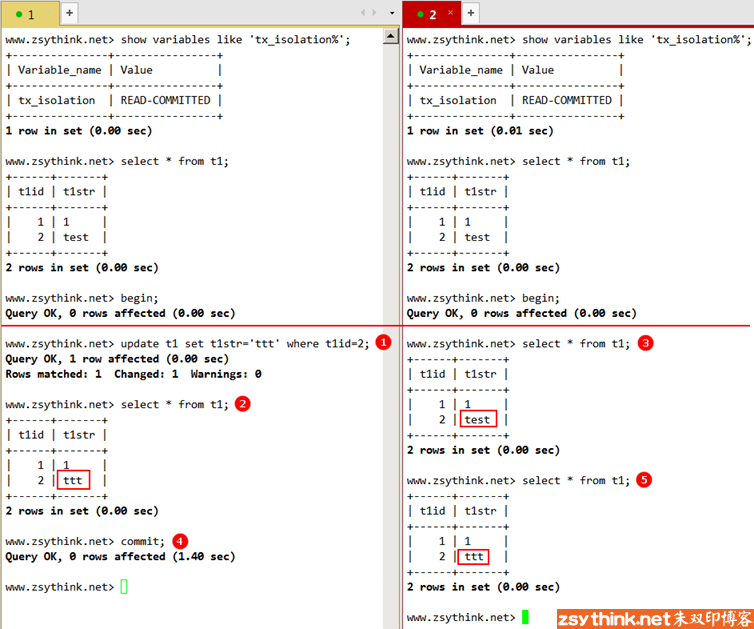 1
+
www.zsythink.net> show variables like 'tx_isolation%';
+---------------+----------------+
| Variable_name | Value          |
+---------------+----------------+
| tx_isolation  | READ-COMMITTED |
+---------------+----------------+
1 row in set (0.00 sec)
www.zsythink.net> select * from t1;
+------+-------+
| t1id | t1str |
+------+-------+
|    1 | 1     |
|    2 | test  |
+------+-------+
2 rows in set (0.00 sec)
www.zsythink.net> begin;
Query OK, 0 rows affected (0.00 sec)
www.zsythink.net> update t1 set t1str='ttt' where t1id=2; 1
Query OK, 1 row affected (0.00 sec)
Rows matched: 1  Changed: 1  Warnings: 0
www.zsythink.net> select * from t1; 2
+------+-------+
| t1id | t1str |
+------+-------+
|    1 | 1     |
|    2 | ttt   |
+------+-------+
2 rows in set (0.00 sec)
www.zsythink.net> commit; 4
Query OK, 0 rows affected (1.40 sec)
www.zsythink.net>
2 ×
+
www.zsythink.net> show variables like 'tx_isolation%';
+---------------+----------------+
| Variable_name | Value          |
+---------------+----------------+
| tx_isolation  | READ-COMMITTED |
+---------------+----------------+
1 row in set (0.01 sec)
www.zsythink.net> select * from t1;
+------+-------+
| t1id | t1str |
+------+-------+
|    1 | 1     |
|    2 | test  |
+------+-------+
2 rows in set (0.00 sec)
www.zsythink.net> begin;
Query OK, 0 rows affected (0.00 sec)
www.zsythink.net> select * from t1; 3
+------+-------+
| t1id | t1str |
+------+-------+
|    1 | 1     |
|    2 | test  |
+------+-------+
2 rows in set (0.00 sec)
www.zsythink.net> select * from t1; 5
+------+-------+
| t1id | t1str |
+------+-------+
|    1 | 1     |
|    2 | ttt   |
+------+-------+
2 rows in set (0.00 sec)
www.zsythink.net>
zsythink.net朱双印博客